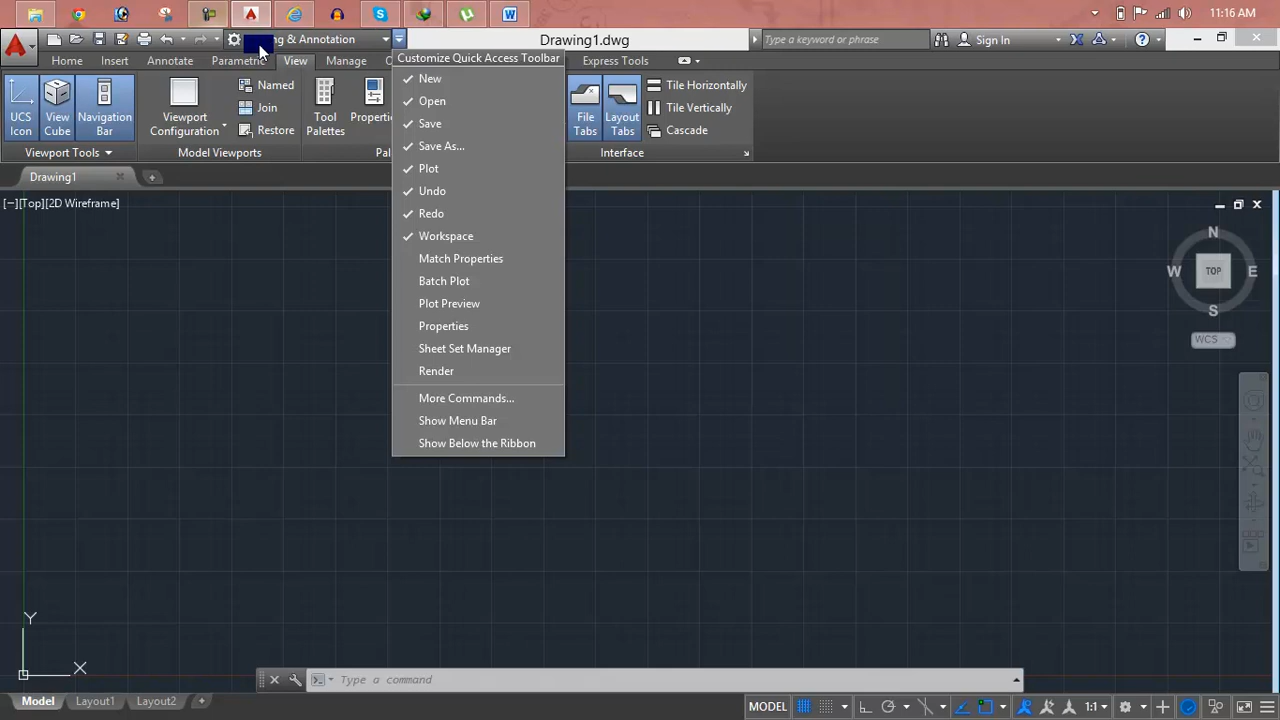 11:16 AM
& Annotation
Drawing1.dwg
Type a keyword or phrase
Sign In
Home
Insert
Annotate
Parametric
View
Manage
Express Tools
Customize Quick Access Toolbar
New
Open
Save
Save As...
Plot
Undo
Redo
Workspace
Match Properties
Batch Plot
Plot Preview
Properties
Sheet Set Manager
Render
More Commands...
Show Menu Bar
Show Below the Ribbon
UCS
Icon
View
Cube
Navigation
Bar
Viewport Tools
Viewport
Configuration
Named
Join
Restore
Model Viewports
Tool
Palettes
File
Tabs
Layout
Tabs
Tile Horizontally
Tile Vertically
Cascade
Interface
Drawing1
[−][Top][2D Wireframe]
N
W
TOP
E
S
WCS
Y
X
Type a command
Model
Layout1
Layout2
MODEL
1:1